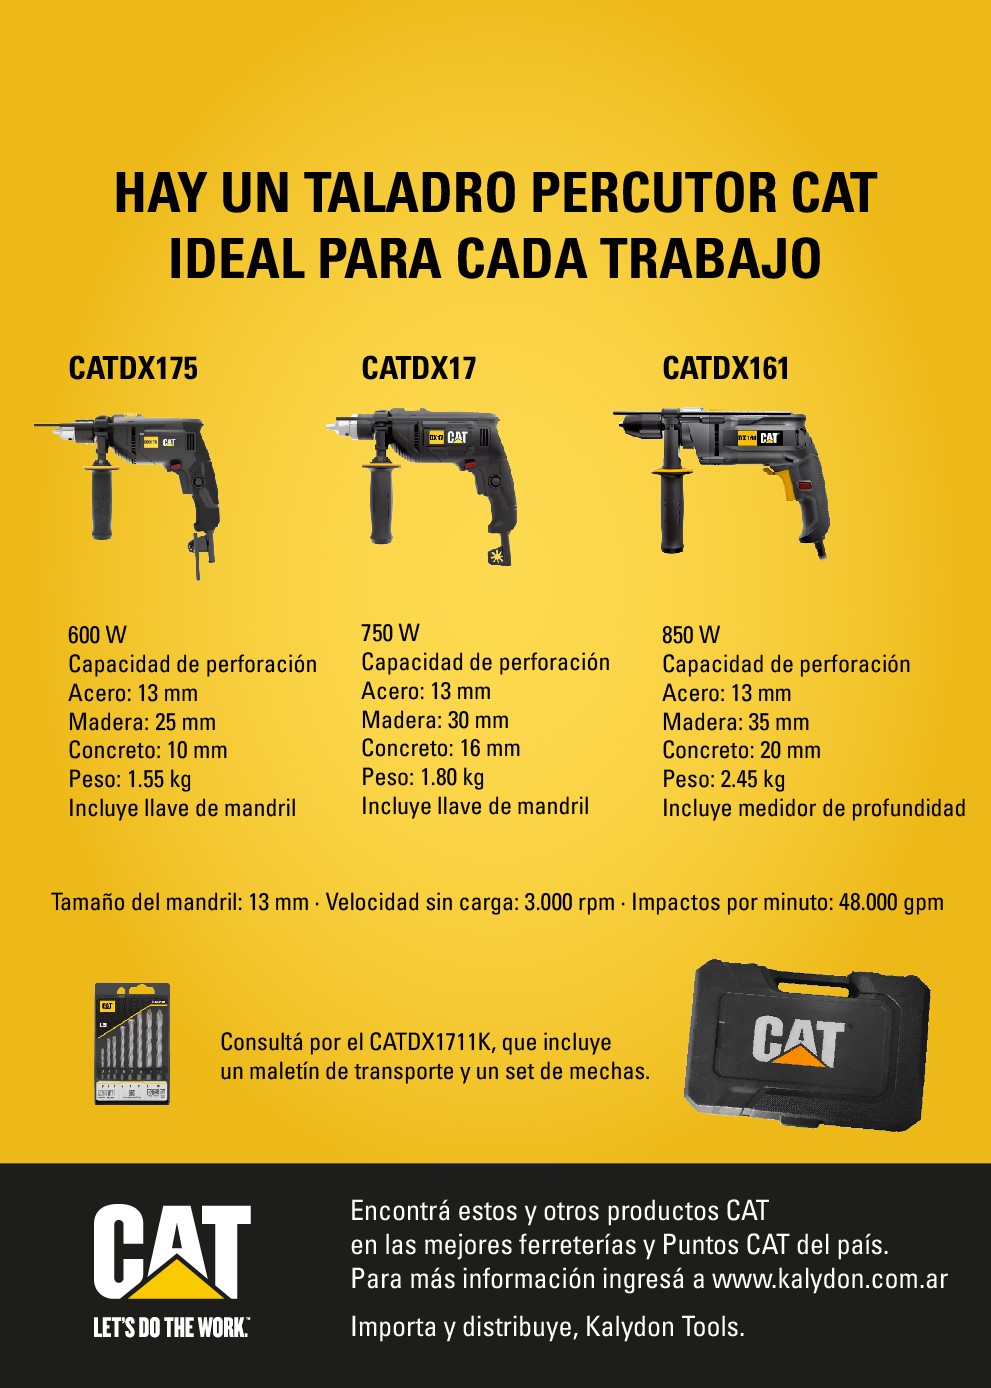 HAY UN TALADRO PERCUTOR CAT
IDEAL PARA CADA TRABAJO
CATDX175
CAT
600 W
Capacidad de perforación
Acero: 13 mm
Madera: 25 mm
Concreto: 10 mm
Peso: 1.55 kg
Incluye llave de mandril
CATDX17
DX17 CAT
750 W
Capacidad de perforación
Acero: 13 mm
Madera: 30 mm
Concreto: 16 mm
Peso: 1.80 kg
Incluye llave de mandril
CATDX161
CAT
850 W
Capacidad de perforación
Acero: 13 mm
Madera: 35 mm
Concreto: 20 mm
Peso: 2.45 kg
Incluye medidor de profundidad
Tamaño del mandril: 13 mm · Velocidad sin carga: 3.000 rpm · Impactos por minuto: 48.000 gpm
CAT
Consultá por el CATDX1711K, que incluye
un maletín de transporte y un set de mechas.
CAT
CAT
LET'S DO THE WORK.™
Encontrá estos y otros productos CAT
en las mejores ferreterías y Puntos CAT del país.
Para más información ingresá a www.kalydon.com.ar
Importa y distribuye, Kalydon Tools.